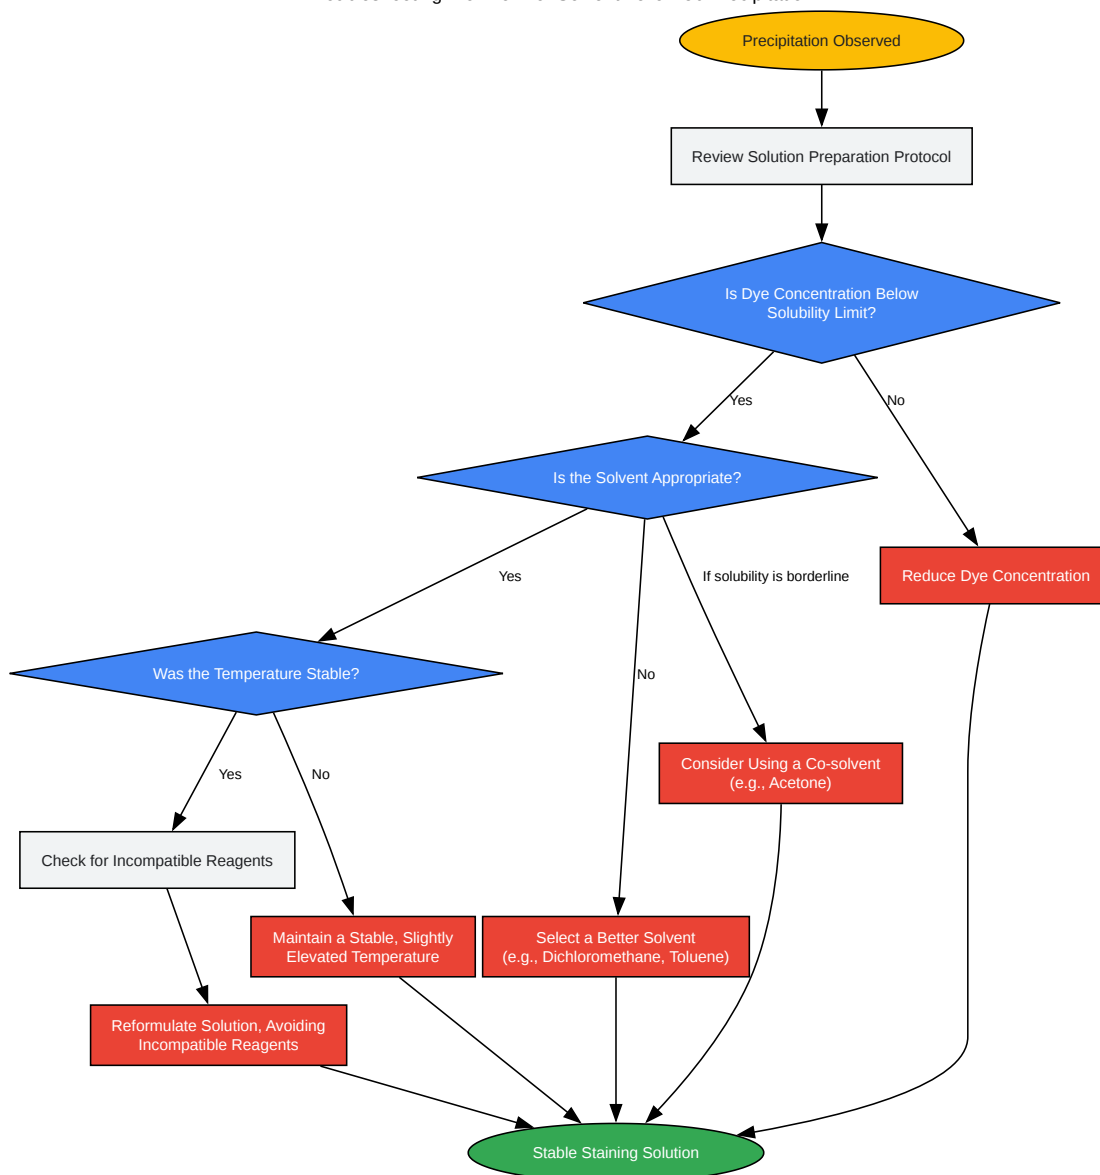 Precipitation Observed
Review Solution Preparation Protocol
Is Dye Concentration Below
Solubility Limit?
Yes
No
Is the Solvent Appropriate?
Yes
If solubility is borderline
Reduce Dye Concentration
Was the Temperature Stable?
No
Consider Using a Co-solvent
(e.g., Acetone)
Yes
No
Check for Incompatible Reagents
Maintain a Stable, Slightly
Elevated Temperature
Select a Better Solvent
(e.g., Dichloromethane, Toluene)
Reformulate Solution, Avoiding
Incompatible Reagents
Stable Staining Solution